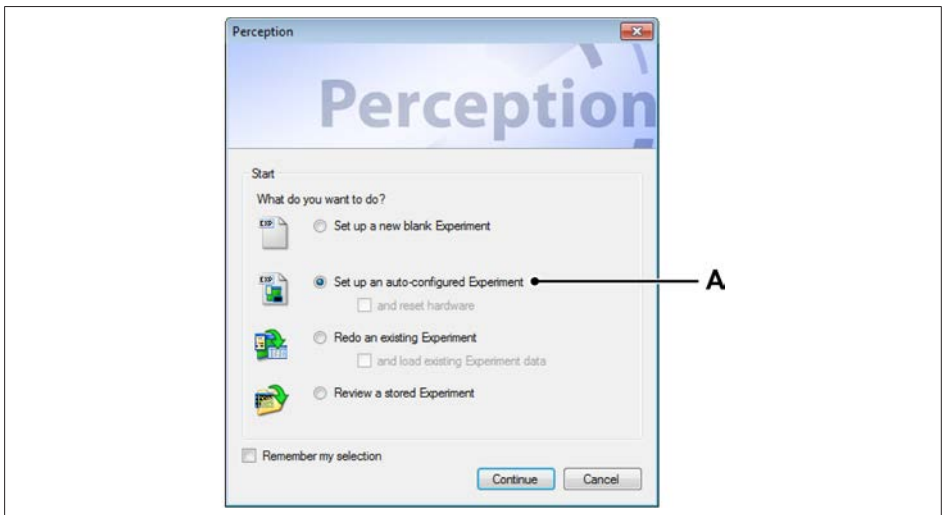 Perception
Perception
Start
What do you want to do?
EXP
Set up a new blank Experiment
EXP
Set up an auto-configured Experiment
A
and reset hardware
Redo an existing Experiment
and load existing Experiment data
Review a stored Experiment
Remember my selection
Continue
Cancel